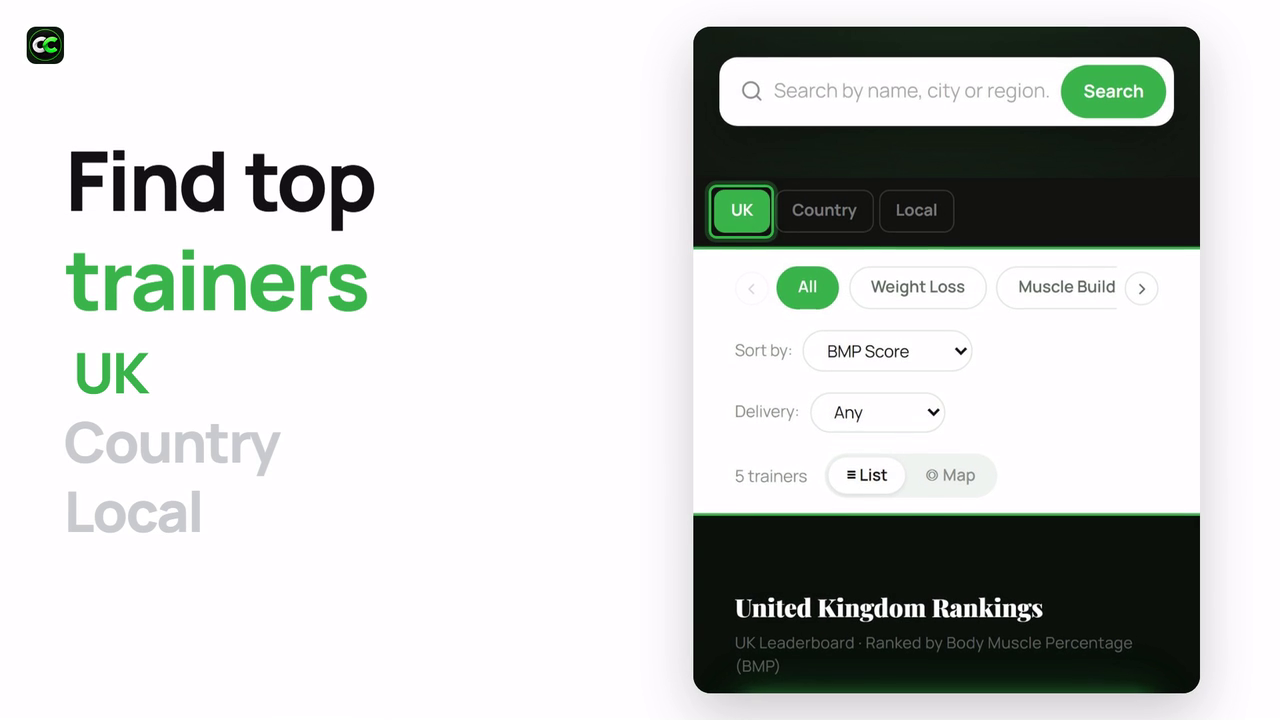 CC
Find top
trainers
UK
Country
Local
Search by name, city or region.
Search
UK
Country
Local
All
Weight Loss
Muscle Build
Sort by:
BMP Score
Delivery:
Any
5 trainers
List
Map
United Kingdom Rankings
UK Leaderboard · Ranked by Body Muscle Percentage
(BMP)